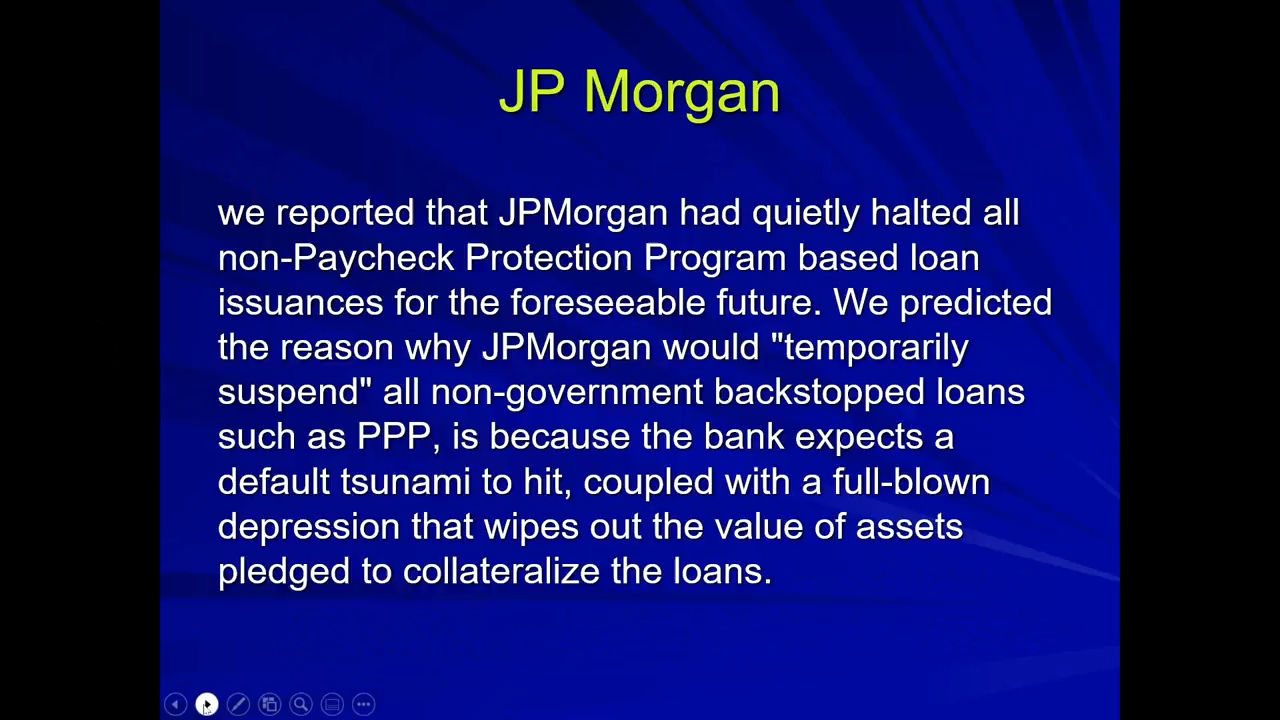 JP Morgan
we reported that JPMorgan had quietly halted all
non-Paycheck Protection Program based loan
issuances for the foreseeable future. We predicted
the reason why JPMorgan would "temporarily
suspend" all non-government backstopped loans
such as PPP, is because the bank expects a
default tsunami to hit, coupled with a full-blown
depression that wipes out the value of assets
pledged to collateralize the loans.